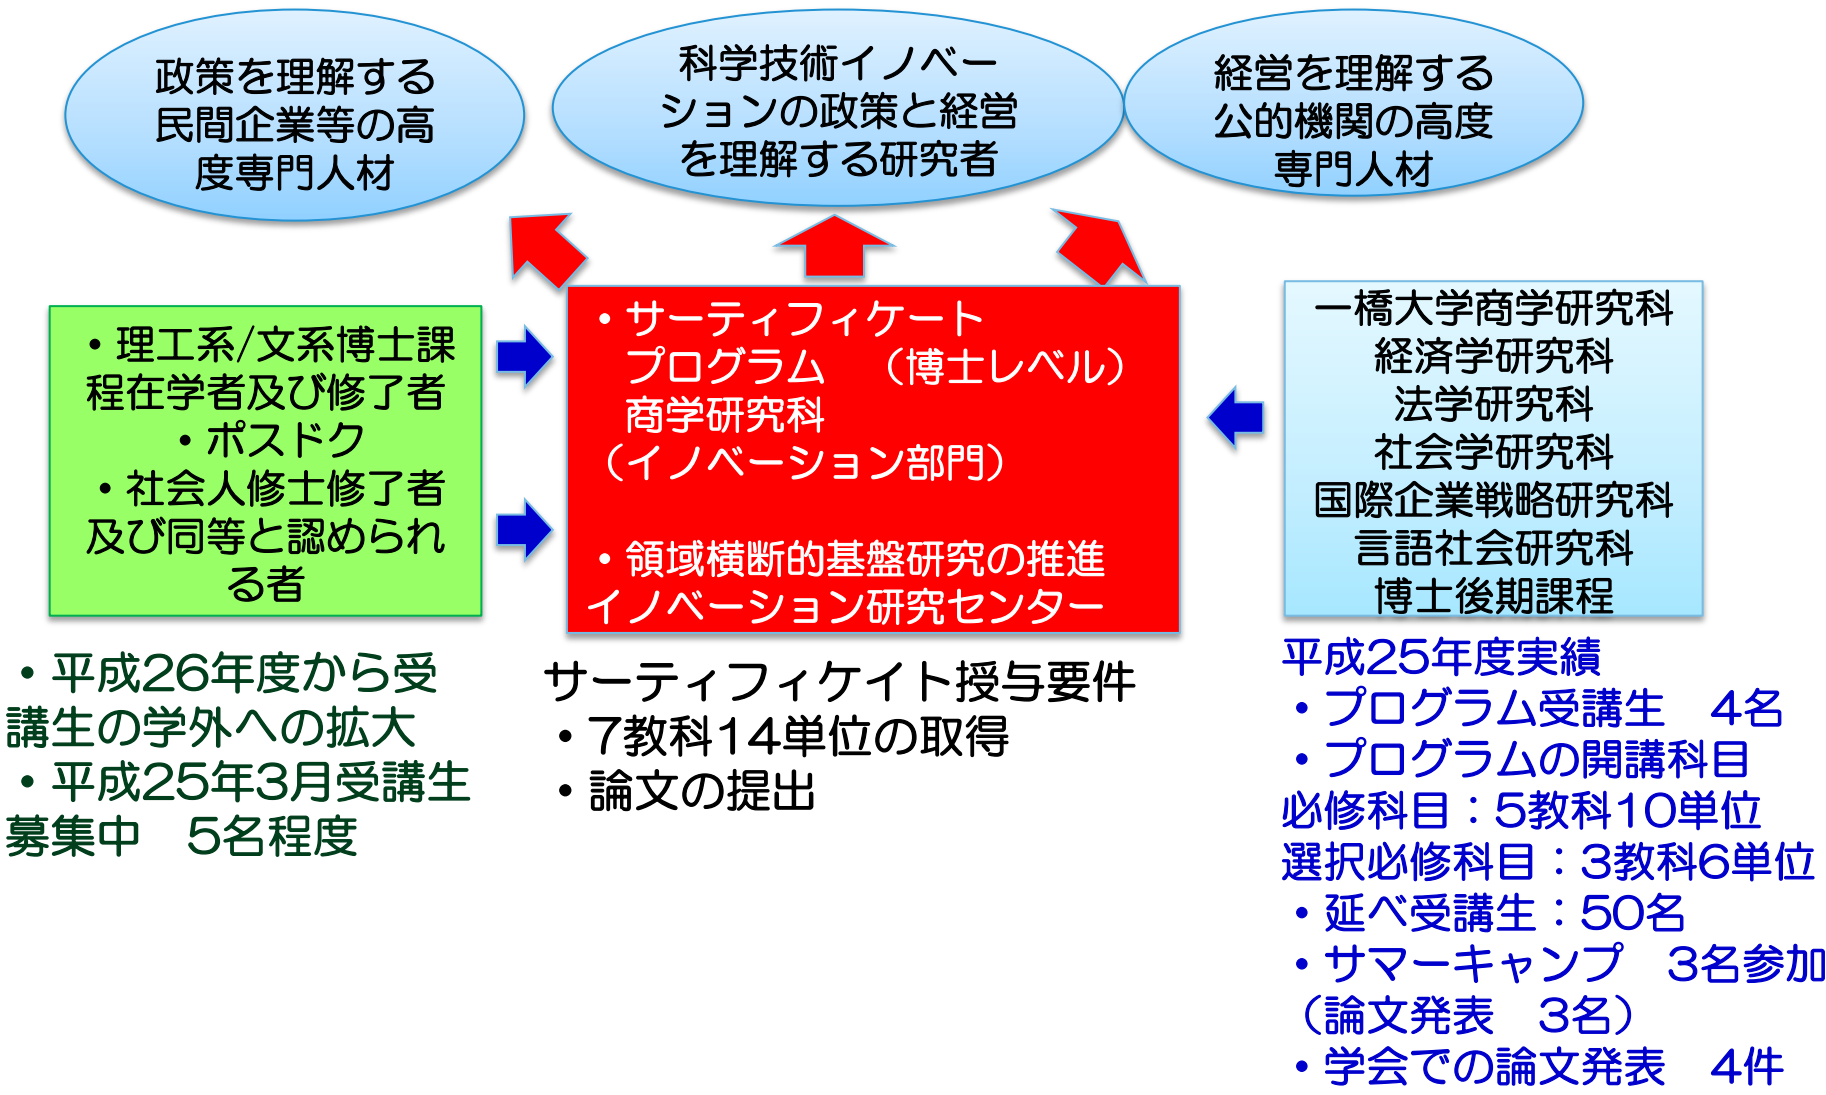 政策を理解する
民間企業等の高
度専門人材
科学技術イノベー
ションの政策と経営
を理解する研究者
経営を理解する
公的機関の高度
専門人材
・理工系/文系博士課
程在学者及び修了者
・ポスドク
・社会人修士修了者
及び同等と認められ
る者
・サーティフィケート
プログラム　（博士レベル）
商学研究科
（イノベーション部門）
・領域横断的基盤研究の推進
イノベーション研究センター
一橋大学商学研究科
経済学研究科
法学研究科
社会学研究科
国際企業戦略研究科
言語社会研究科
博士後期課程
・平成26年度から受
講生の学外への拡大
・平成25年3月受講生
募集中　5名程度
サーティフィケイト授与要件
・7教科14単位の取得
・論文の提出
平成25年度実績
・プログラム受講生　4名
・プログラムの開講科目
必修科目：5教科10単位
選択必修科目：3教科6単位
・延べ受講生：50名
・サマーキャンプ　3名参加
（論文発表　3名）
・学会での論文発表　4件